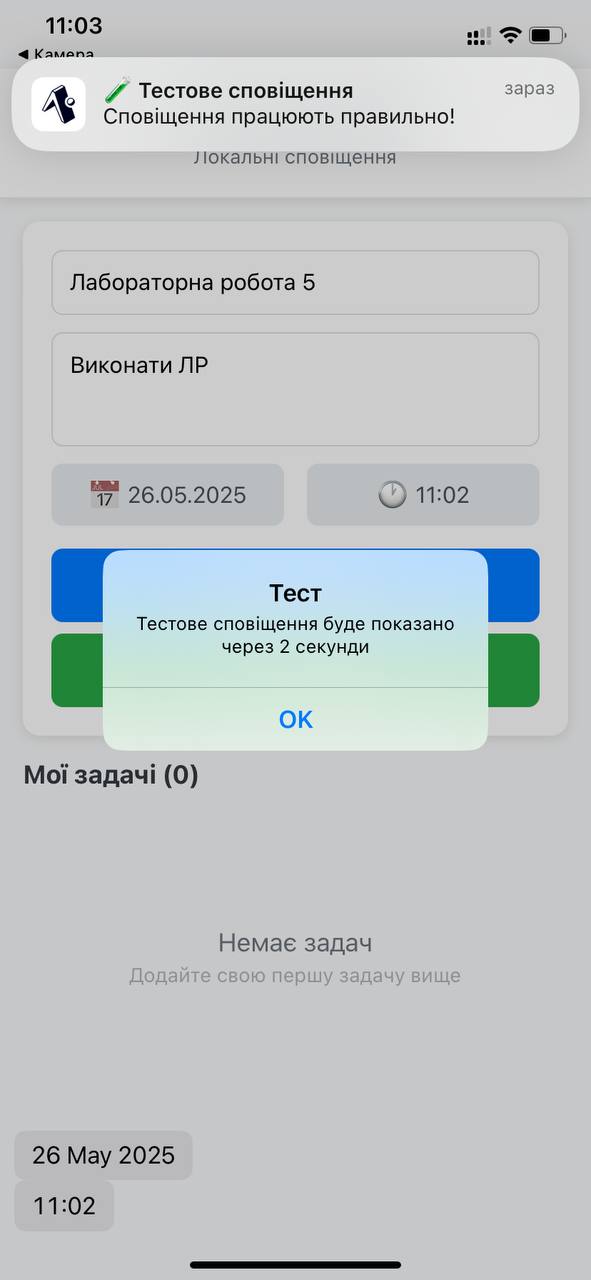 11:03
◀ Камера
🧪 Тестове сповіщення
зараз
Сповіщення працюють правильно!
Локальні сповіщення
Лабораторна робота 5
Виконати ЛР
17
26.05.2025
11:02
Тест
Тестове сповіщення буде показано
через 2 секунди
OK
Мої задачі (0)
Немає задач
Додайте свою першу задачу вище
26 May 2025
11:02